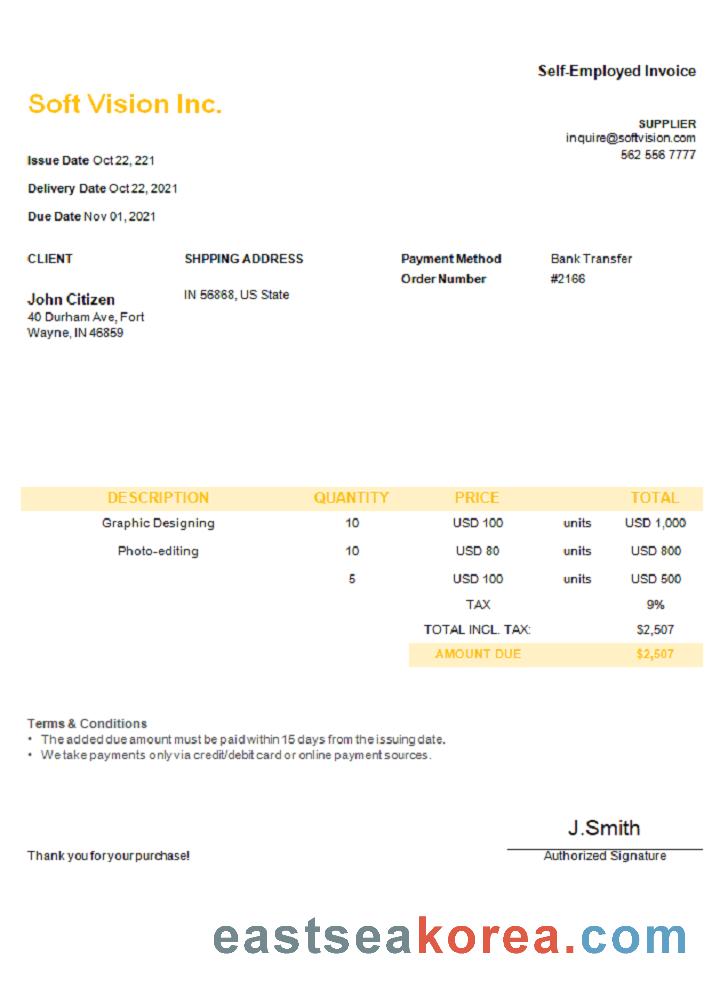 Self-Employed Invoice
Soft Vision Inc.
SUPPLIER
inquire@softvision.com
562 556 7777
Issue Date Oct 22, 221
Delivery Date Oct 22, 2021
Due Date Nov 01, 2021
CLIENT SHPPING ADDRESS Payment Method Bank Transfer
Order Number #2166
John Citizen IN 56868, US State
40 Durham Ave, Fort
Wayne, IN 46859
DESCRIPTION QUANTITY PRICE TOTAL
Graphic Designing 10 USD 100 units USD 1,000
Photo-editing 10 USD 80 units USD 800
5 USD 100 units USD 500
TAX 9%
TOTAL INCL. TAX: $2,507
AMOUNT DUE $2,507
Terms & Conditions
• The added due amount must be paid within 15 days from the issuing date.
• We take payments only via credit/debit card or online payment sources.
J.Smith
Thank you for your purchase! Authorized Signature
eastseakorea.com